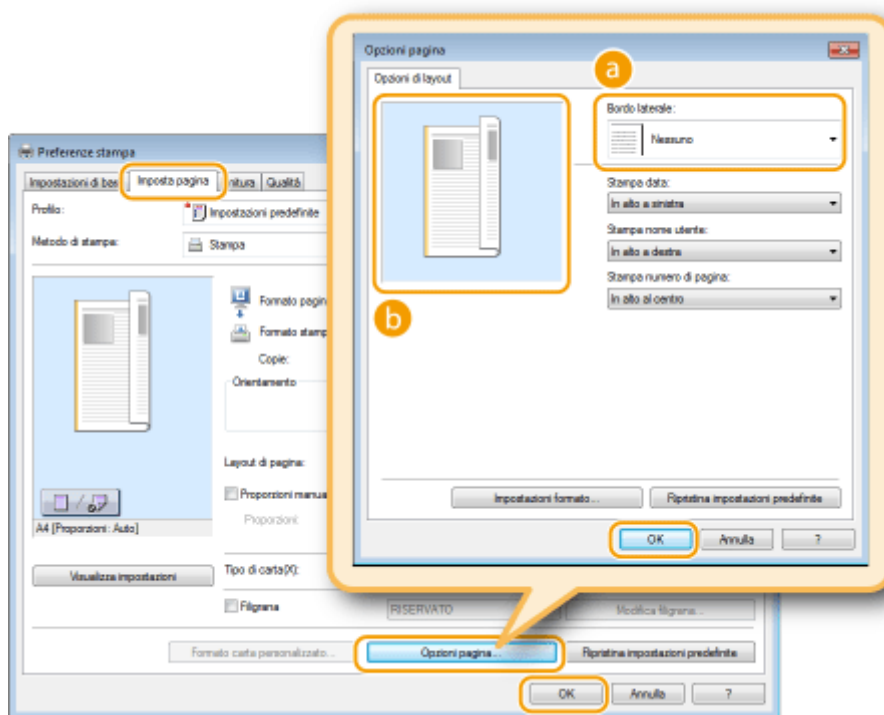 Opzioni pagina
Opzioni di layout
a
Bordo laterale:
Nessuno
Stampa data:
In alto a sinistra
Stampa nome utente:
In alto a destra
Stampa numero di pagina:
In alto al centro
b
Impostazioni formato...
Ripristina impostazioni predefinite
OK
Annulla
?
Preferenze stampa
Impostazioni di bas
Imposta pagina
nitura
Qualità
Profilo:
Impostazioni predefinite
Metodo di stampa:
Stampa
Formato pagin
Formato stamp
Copie:
Orientamento
Layout di pagina:
Proporzioni manua
Proporzioni:
A4 [Proporzioni: Auto]
Visualizza impostazioni
Tipo di carta(X):
Filigrana
RISERVATO
Modifica filigrana...
Formato carta personalizzato...
Opzioni pagina...
Ripristina impostazioni predefinite
OK
Annulla
?